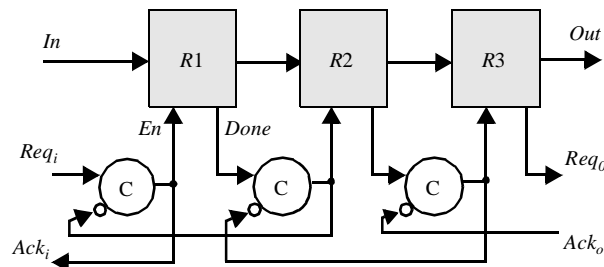 In
R1
R2
R3
Out
En
Done
Req_i
C
C
C
Req_0
Ack_i
Ack_o